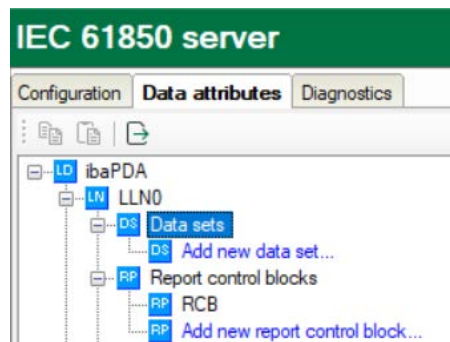 IEC 61850 server
Configuration Data attributes Diagnostics
LD ibaPDA
LN LLN0
DS Data sets
DS Add new data set...
RP Report control blocks
RP RCB
RP Add new report control block...